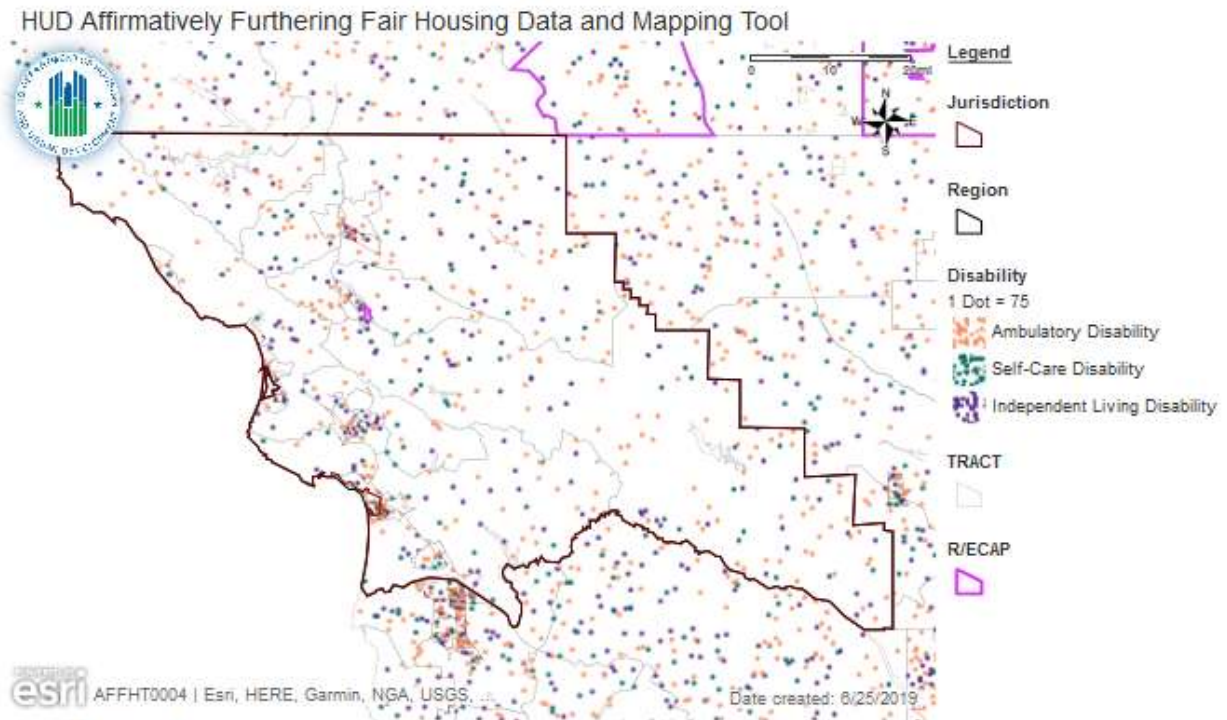 HUD Affirmatively Furthering Fair Housing Data and Mapping Tool
0 10 20mi
N
W E
S
Legend
Jurisdiction
Region
Disability
1 Dot = 75
Ambulatory Disability
Self-Care Disability
Independent Living Disability
TRACT
R/ECAP
esri
AFFHT0004 | Esri, HERE, Garmin, NGA, USGS, ...
Date created: 6/25/2019